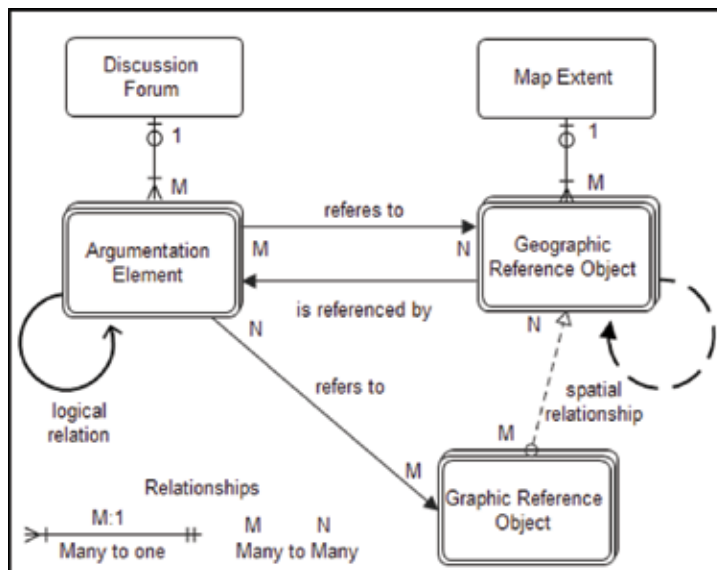 Discussion
Forum
Map Extent
1
1
M
M
referes to
Argumentation
Element
M
N
Geographic
Reference Object
is referenced by
N
N
refers to
logical
relation
spatial
relationship
M
M
Relationships
Graphic Reference
Object
M:1
M N
Many to one
Many to Many